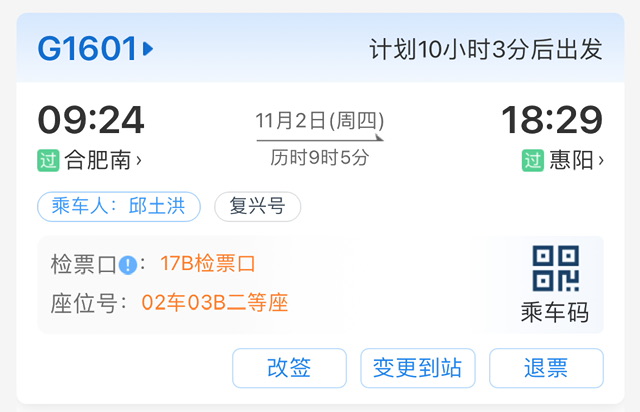 G1601
计划10小时3分后出发
09:24
11月2日(周四)
18:29
过 合肥南
历时9时5分
过 惠阳
乘车人：邱土洪
复兴号
检票口!：17B检票口
座位号：02车03B二等座
乘车码
改签
变更到站
退票